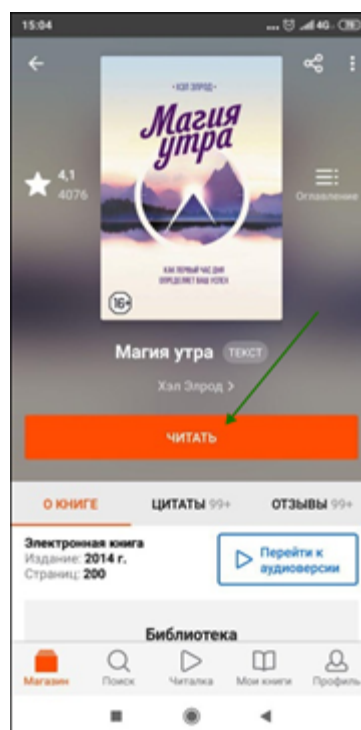 15:04
4G
ХЭЛ ЭЛРОД
Магия
утра
4,1
4076
Оглавление
КАК ПЕРВЫЙ ЧАС ДНЯ
ОПРЕДЕЛЯЕТ ВАШ УСПЕХ
16+
Магия утра ТЕКСТ
Хэл Элрод >
ЧИТАТЬ
О КНИГЕ ЦИТАТЫ 99+ ОТЗЫВЫ 99+
Электронная книга
Издание: 2014 г.
Страниц: 200
Перейти к
аудиоверсии
Библиотека
Магазин Поиск Читалка Мои книги Профиль